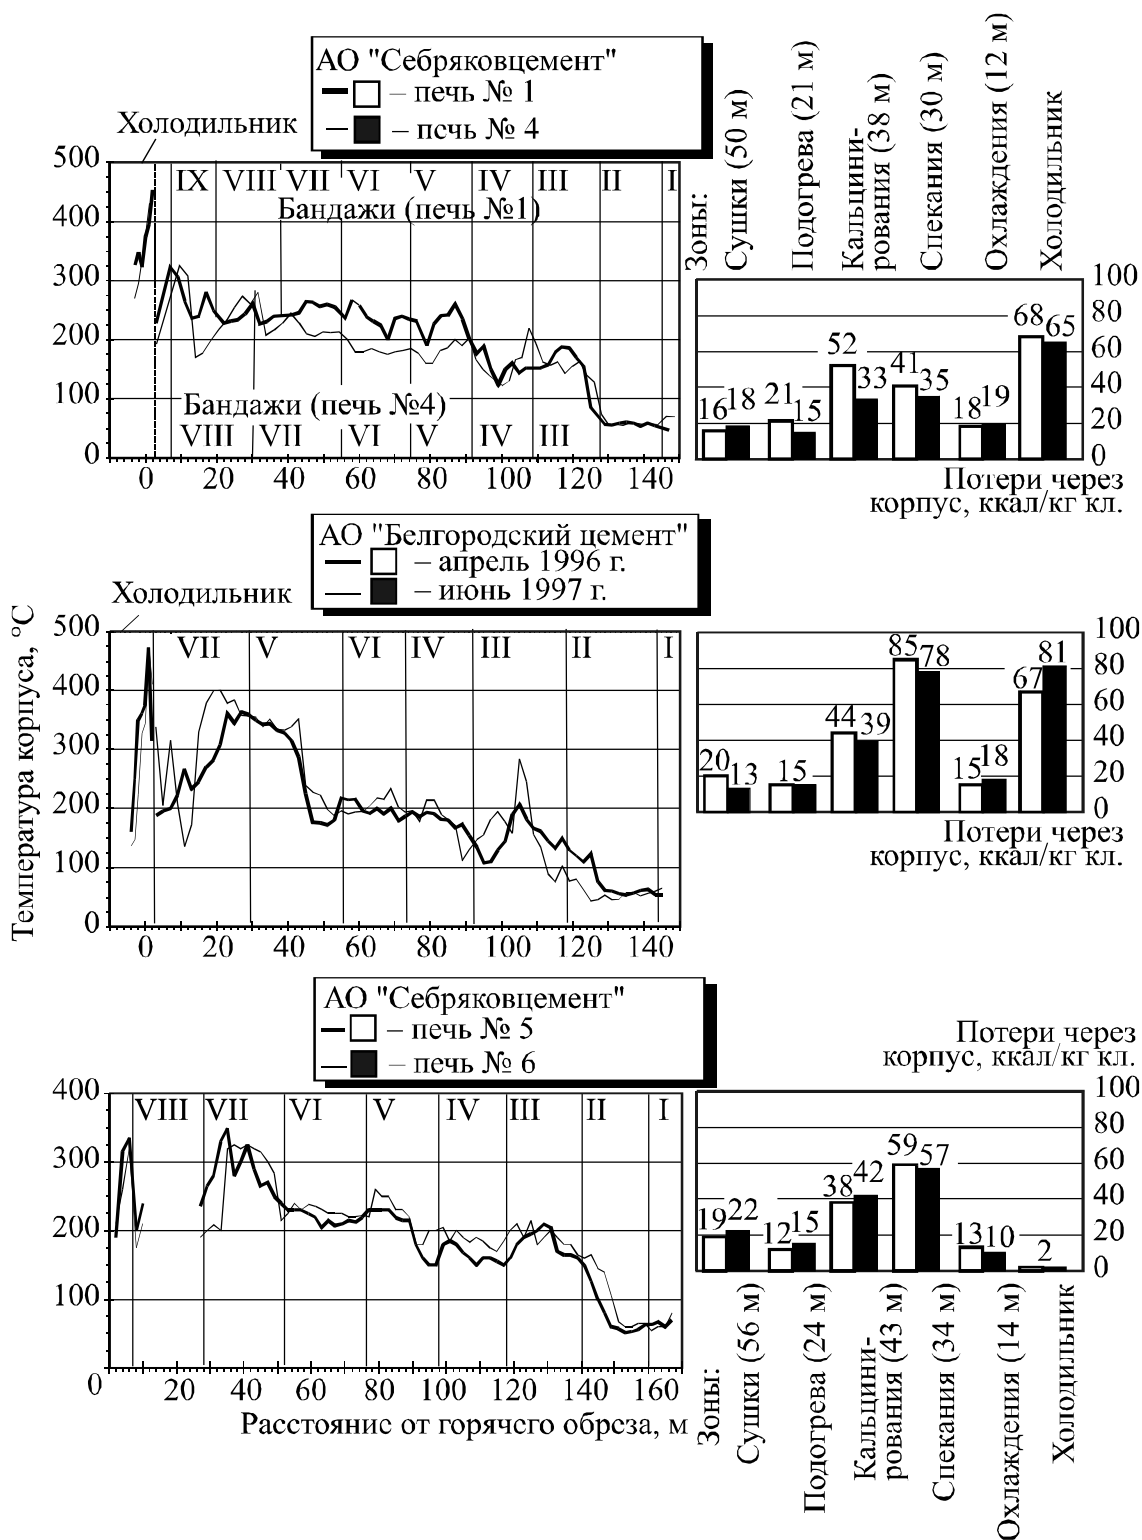 АО "Себряковцемент"
– печь № 1
– печь № 4
Холодильник
500
400
300
200
100
0
IX VIII VII VI V IV III II I
Бандажи (печь №1)
Бандажи (печь №4)
VIII VII VI V IV III
0 20 40 60 80 100 120 140
Зоны:
Сушки (50 м)
Подогрева (21 м)
Кальцини-
рования (38 м)
Спекания (30 м)
Охлаждения (12 м)
Холодильник
100
80
60
40
20
0
16 18 21 15 52 33 41 35 18 19 68 65
Потери через
корпус, ккал/кг кл.
АО "Белгородский цемент"
– апрель 1996 г.
– июнь 1997 г.
Холодильник
Температура корпуса, °С
500
400
300
200
100
0
VII V VI IV III II I
0 20 40 60 80 100 120 140
100
80
60
40
20
0
20 13 15 44 39 85 78 15 18 67 81
Потери через
корпус, ккал/кг кл.
АО "Себряковцемент"
– печь № 5
– печь № 6
400
300
200
100
0
VIII VII VI V IV III II I
20 40 60 80 100 120 140 160
Расстояние от горячего обреза, м
Потери через
корпус, ккал/кг кл.
100
80
60
40
20
0
19 22 12 15 38 42 59 57 13 10 2
Зоны:
Сушки (56 м)
Подогрева (24 м)
Кальцини-
рования (43 м)
Спекания (34 м)
Охлаждения (14 м)
Холодильник